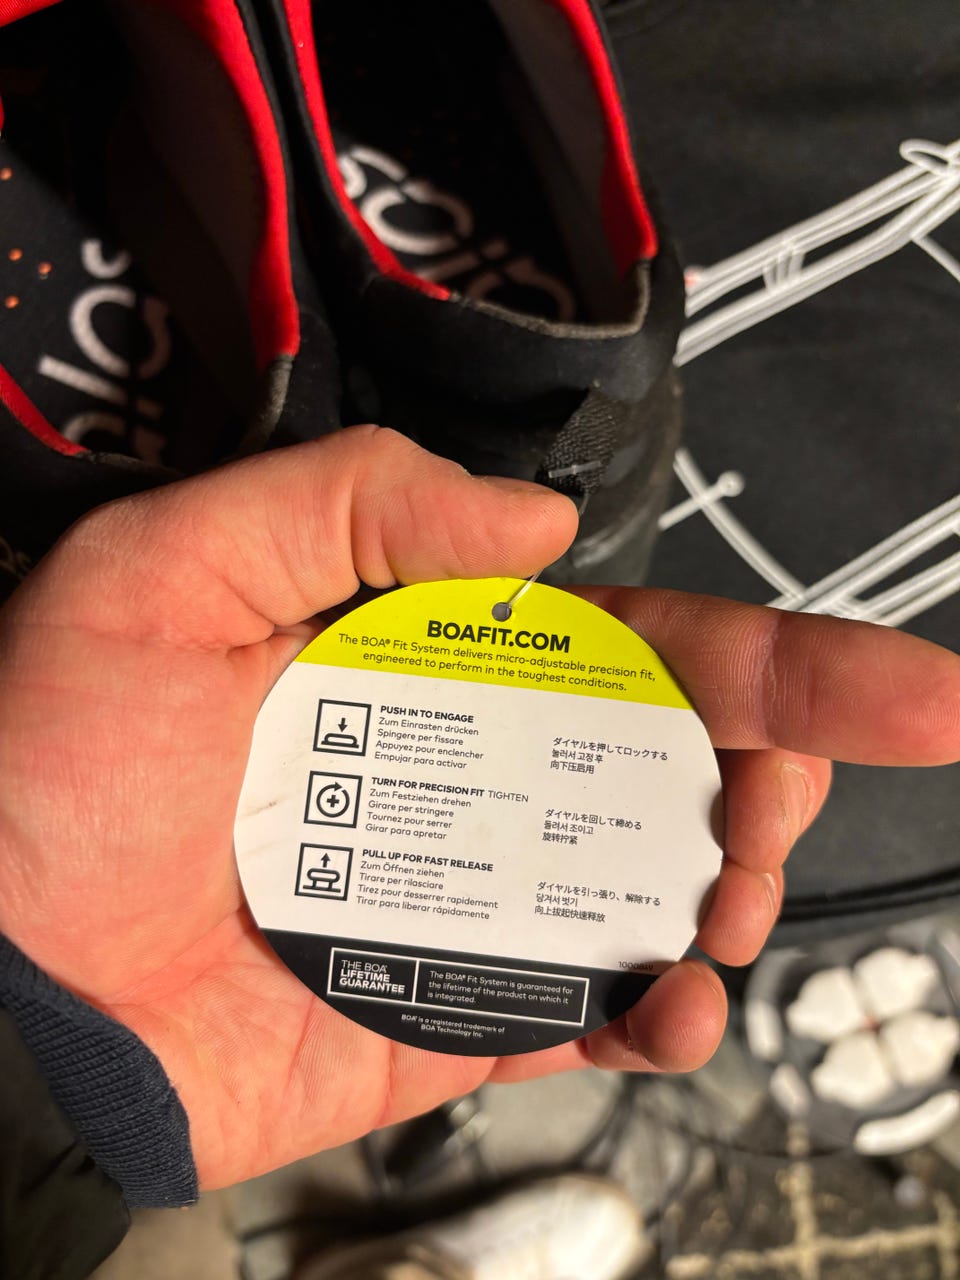 BOAFIT.COM
The BOA® Fit System delivers micro-adjustable precision fit,
engineered to perform in the toughest conditions.
PUSH IN TO ENGAGE
Zum Einrasten drücken
Spingere per fissare
Appuyez pour enclencher
Empujar para activar
ダイヤルを押してロックする
눌러서 고정 후
向下压启用
TURN FOR PRECISION FIT TIGHTEN
Zum Festziehen drehen
Girare per stringere
Tournez pour serrer
Girar para apretar
ダイヤルを回して締める
돌려서 조이고
旋转拧紧
PULL UP FOR FAST RELEASE
Zum Öffnen ziehen
Tirare per rilasciare
Tirez pour desserrer rapidement
Tirar para liberar rápidamente
ダイヤルを引っ張り、解除する
당겨서 벗기
向上拔起快速释放
THE BOA®
LIFETIME
GUARANTEE
The BOA® Fit System is guaranteed for
the lifetime of the product on which it
is integrated.
BOA® is a registered trademark of
BOA Technology Inc.